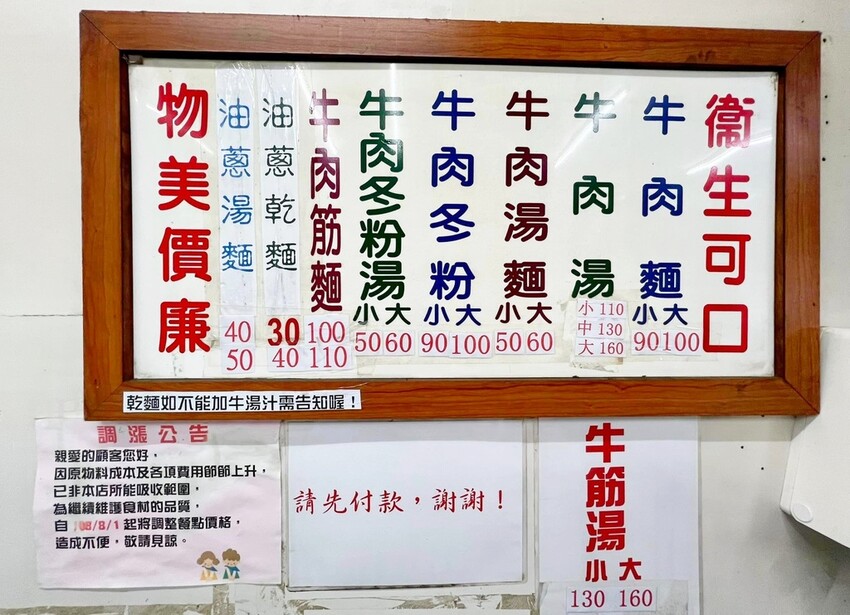 衛生可口
牛肉麵
小大
90 100
牛肉湯
小 110
中 130
大 160
牛肉湯麵
小大
50 60
牛肉冬粉
小大
90 100
牛肉冬粉湯
小大
50 60
牛肉筋麵
100
110
油蔥乾麵
30
40
油蔥湯麵
40
50
物美價廉
乾麵如不能加牛湯汁需告知喔！
調漲公告
親愛的顧客您好，
因原物料成本及各項費用節節上升，
已非本店所能吸收範圍，
為繼續維護食材的品質，
自 108/8/1 起將調整餐點價格，
造成不便，敬請見諒。
請先付款，謝謝！
牛筋湯
小 大
130 160